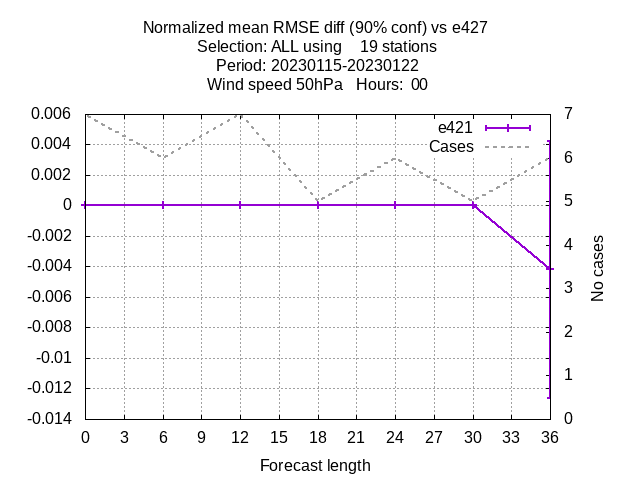 Normalized mean RMSE diff (90% conf) vs e427
Selection: ALL using    19 stations
Period: 20230115-20230122
Wind speed 50hPa   Hours:  00
e421
Cases
0.006
0.004
0.002
0
-0.002
-0.004
-0.006
-0.008
-0.01
-0.012
-0.014
7
6
5
4
3
2
1
0
No cases
0 3 6 9 12 15 18 21 24 27 30 33 36
Forecast length